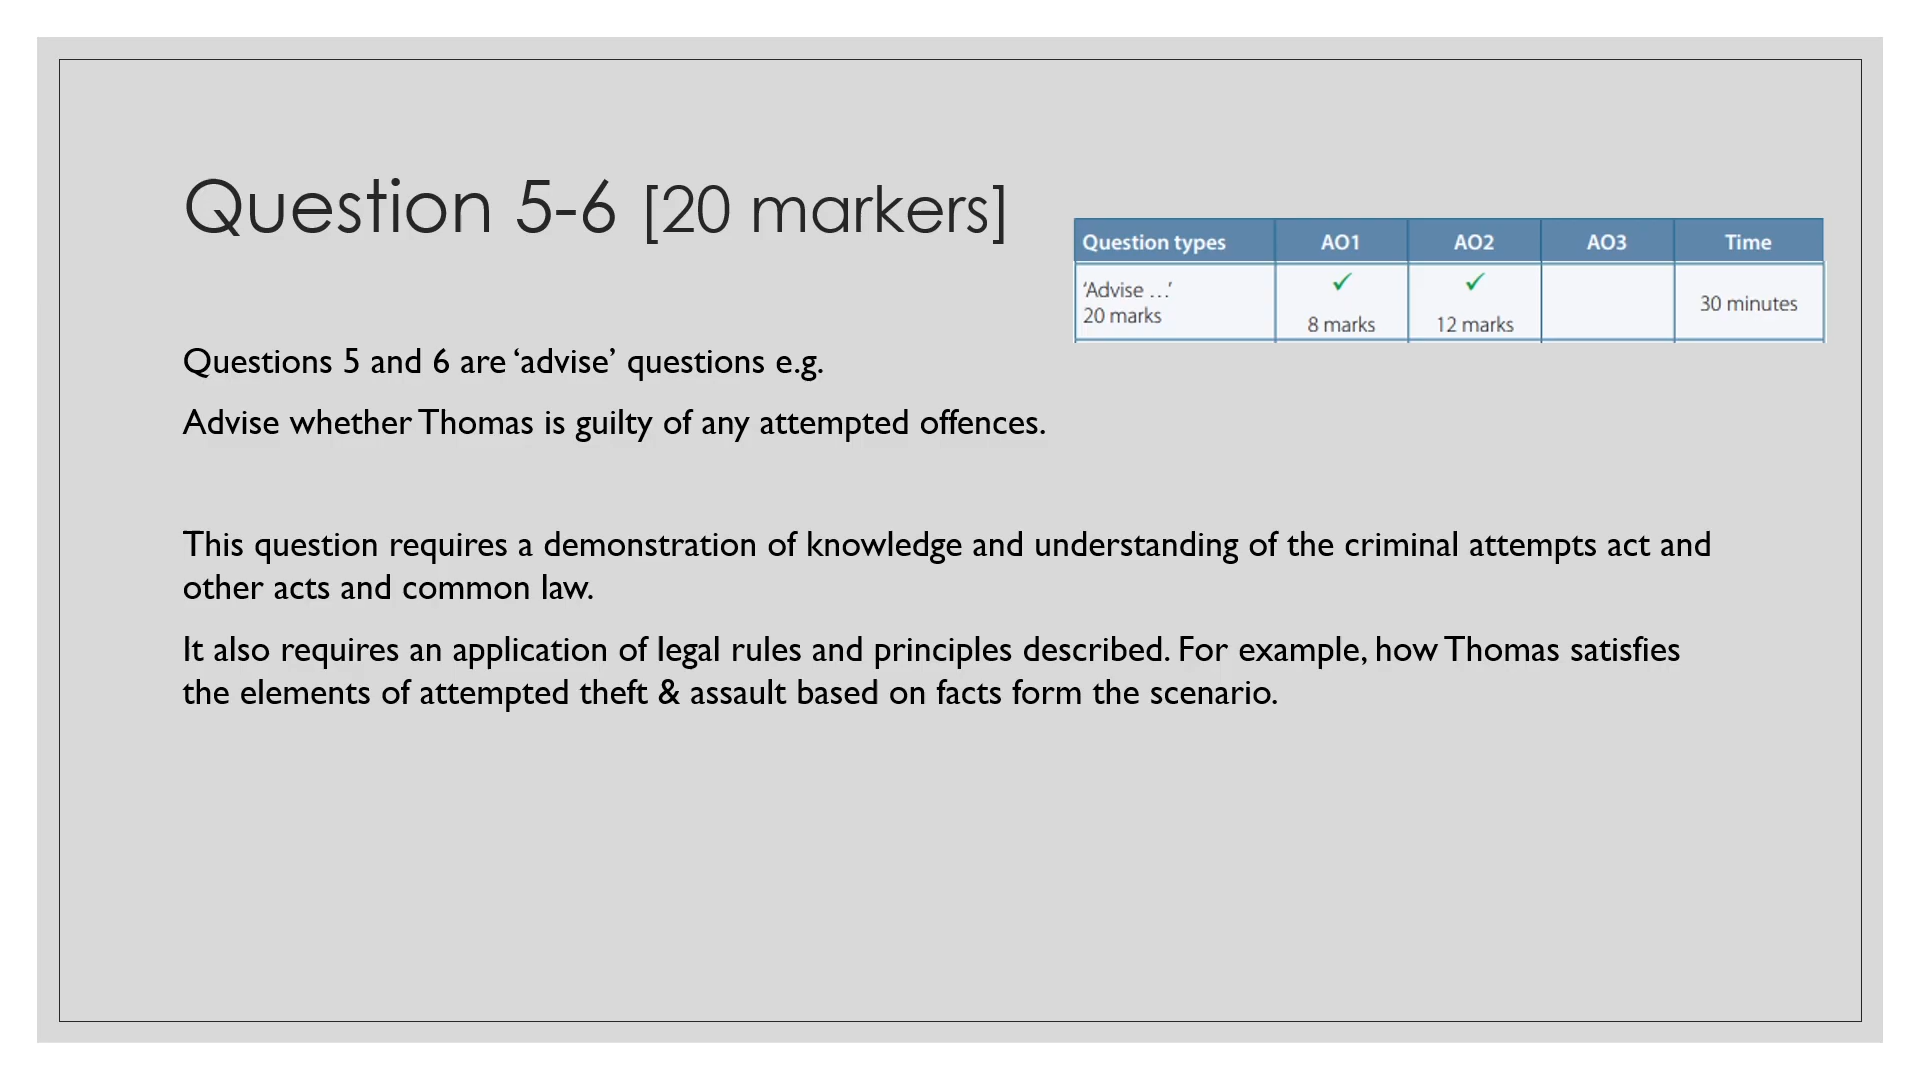 Question 5-6 [20 markers]
Question types AO1 AO2 AO3 Time
‘Advise …’
20 marks
✓ ✓
8 marks 12 marks
30 minutes
Questions 5 and 6 are ‘advise’ questions e.g.
Advise whether Thomas is guilty of any attempted offences.
This question requires a demonstration of knowledge and understanding of the criminal attempts act and
other acts and common law.
It also requires an application of legal rules and principles described. For example, how Thomas satisfies
the elements of attempted theft & assault based on facts form the scenario.